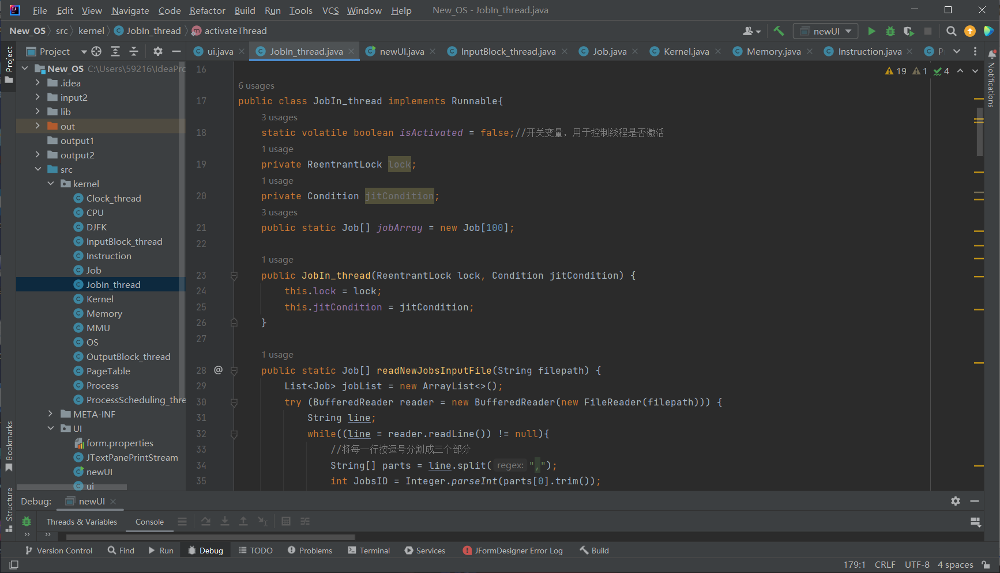 File Edit View Navigate Code Refactor Build Run Tools VCS Window Help New_OS - JobIn_thread.java
New_OS src kernel JobIn_thread activateThread
newUI
Project
ui.java JobIn_thread.java newUI.java InputBlock_thread.java Job.java Kernel.java Memory.java Instruction.java P
Project
New_OS C:\Users\59216\IdeaPrc
.idea
input2
lib
out
output1
output2
src
kernel
Clock_thread
CPU
DJFK
InputBlock_thread
Instruction
Job
JobIn_thread
Kernel
Memory
MMU
OS
OutputBlock_thread
PageTable
Process
ProcessScheduling_thre
META-INF
UI
form.properties
JTextPanePrintStream
newUI
ui
Bookmarks
Structure
19 1 4
Notifications
16
6 usages
17 public class JobIn_thread implements Runnable{
3 usages
18 static volatile boolean isActivated = false;//开关变量，用于控制线程是否激活
1 usage
19 private ReentrantLock lock;
1 usage
20 private Condition jitCondition;
3 usages
21 public static Job[] jobArray = new Job[100];
22
1 usage
23 public JobIn_thread(ReentrantLock lock, Condition jitCondition) {
24 this.lock = lock;
25 this.jitCondition = jitCondition;
26 }
27
1 usage
28 @ public static Job[] readNewJobsInputFile(String filepath) {
29 List<Job> jobList = new ArrayList<>();
30 try (BufferedReader reader = new BufferedReader(new FileReader(filepath))) {
31 String line;
32 while((line = reader.readLine()) != null){
33 //将每一行按逗号分割成三个部分
34 String[] parts = line.split( regex: ",");
35 int JobsID = Integer.parseInt(parts[0].trim());
Debug: newUI
Threads & Variables Console
Version Control Find Run Debug TODO Problems Terminal Services JFormDesigner Error Log Build
179:1 CRLF UTF-8 4 spaces